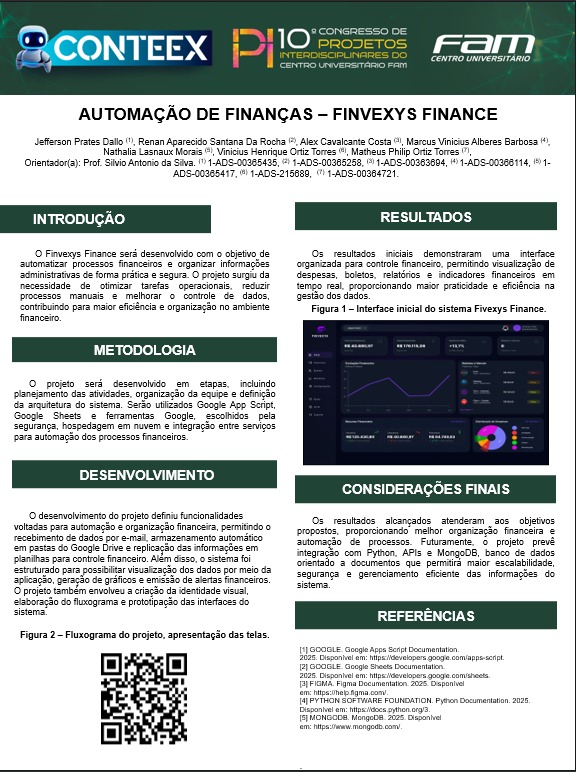 CONTEEX
PI 10º CONGRESSO DE
PROJETOS
INTERDISCIPLINARES DO
CENTRO UNIVERSITÁRIO FAM
fam
CENTRO UNIVERSITÁRIO
AUTOMAÇÃO DE FINANÇAS – FINVEXYS FINANCE
Jefferson Prates Dallo (1), Renan Aparecido Santana Da Rocha (2), Alex Cavalcante Costa (3), Marcus Vinicius Alberes Barbosa (4),
Nathalia Lasnaux Morais (5), Vinicius Henrique Ortiz Torres (6), Matheus Philip Ortiz Torres (7).
Orientador(a): Prof. Silvio Antonio da Silva. (1) 1-ADS-00365435, (2) 1-ADS-00365258, (3) 1-ADS-00363694, (4) 1-ADS-00366114, (5) 1-
ADS-00365417, (6) 1-ADS-215689, (7) 1-ADS-00364721.
INTRODUÇÃO
O Finvexys Finance será desenvolvido com o objetivo de
automatizar processos financeiros e organizar informações
administrativas de forma prática e segura. O projeto surgiu da
necessidade de otimizar tarefas operacionais, reduzir
processos manuais e melhorar o controle de dados,
contribuindo para maior eficiência e organização no ambiente
financeiro.
METODOLOGIA
O projeto será desenvolvido em etapas, incluindo
planejamento das atividades, organização da equipe e definição
da arquitetura do sistema. Serão utilizados Google App Script,
Google Sheets e ferramentas Google, escolhidos pela
segurança, hospedagem em nuvem e integração entre serviços
para automação dos processos financeiros.
DESENVOLVIMENTO
O desenvolvimento do projeto definiu funcionalidades
voltadas para automação e organização financeira, permitindo o
recebimento de dados por e-mail, armazenamento automático
em pastas do Google Drive e replicação das informações em
planilhas para controle financeiro. Além disso, o sistema foi
estruturado para possibilitar visualização dos dados por meio da
aplicação, geração de gráficos e emissão de alertas financeiros.
O projeto também envolveu a criação da identidade visual,
elaboração do fluxograma e prototipação das interfaces do
sistema.
Figura 2 – Fluxograma do projeto, apresentação das telas.
RESULTADOS
Os resultados iniciais demonstraram uma interface
organizada para controle financeiro, permitindo visualização de
despesas, boletos, relatórios e indicadores financeiros em
tempo real, proporcionando maior praticidade e eficiência na
gestão dos dados.
Figura 1 – Interface inicial do sistema Fivexys Finance.
CONSIDERAÇÕES FINAIS
Os resultados alcançados atenderam aos objetivos
propostos, proporcionando melhor organização financeira e
automação de processos. Futuramente, o projeto prevê
integração com Python, APIs e MongoDB, banco de dados
orientado a documentos que permitirá maior escalabilidade,
segurança e gerenciamento eficiente das informações do
sistema.
REFERÊNCIAS
[1] GOOGLE. Google Apps Script Documentation.
2025. Disponível em: https://developers.google.com/apps-script.
[2] GOOGLE. Google Sheets Documentation.
2025. Disponível em: https://developers.google.com/sheets.
[3] FIGMA. Figma Documentation. 2025. Disponível
em: https://help.figma.com/.
[4] PYTHON SOFTWARE FOUNDATION. Python Documentation. 2025.
Disponível em: https://docs.python.org/3.
[5] MONGODB. MongoDB. 2025. Disponível
em: https://www.mongodb.com/.